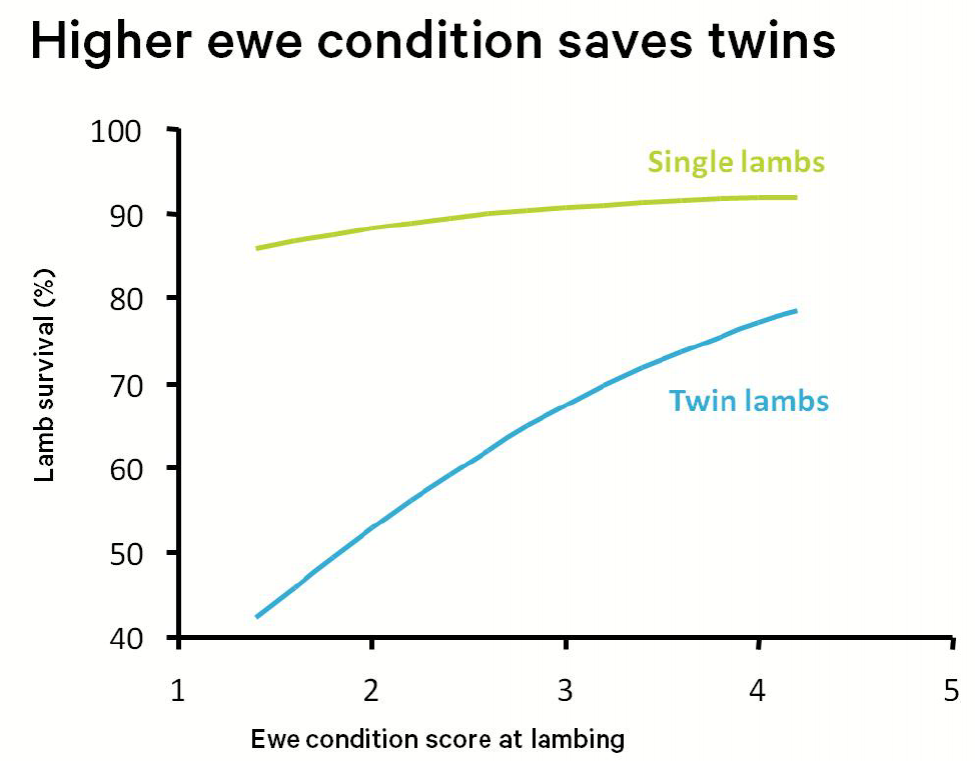 Higher ewe condition saves twins
100
Single lambs
90
80
70
Twin lambs
60
50
40
Lamb survival (%)
1 2 3 4 5
Ewe condition score at lambing